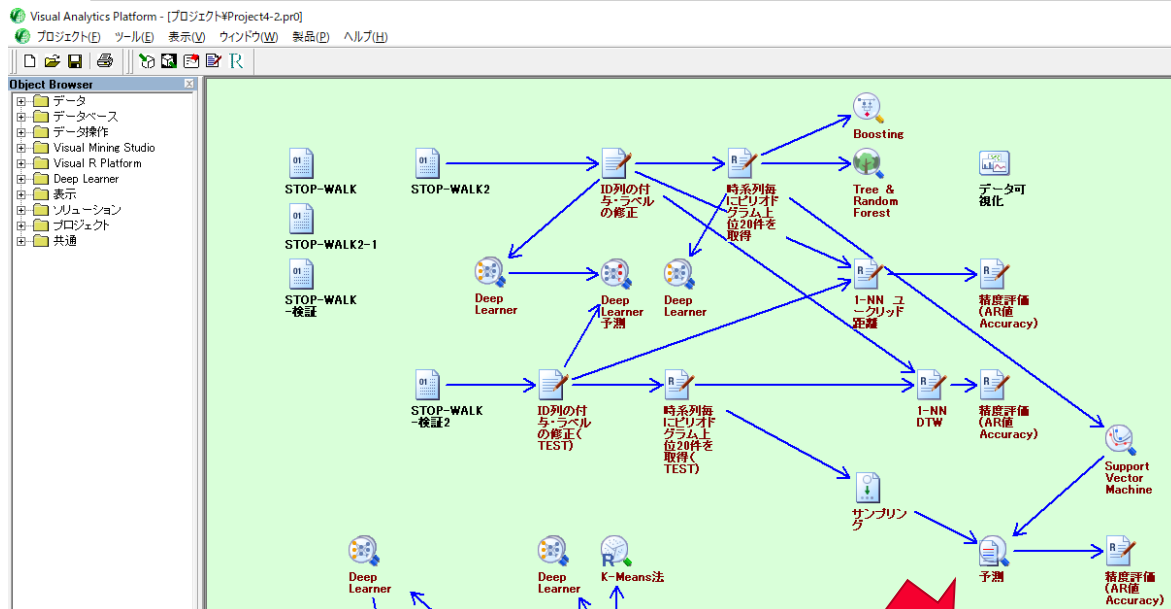 Visual Analytics Platform - [プロジェクト¥Project4-2.pr0]
プロジェクト(F) ツール(E) 表示(V) ウィンドウ(W) 製品(P) ヘルプ(H)
Object Browser
データ
データベース
データ操作
Visual Mining Studio
Visual R Platform
Deep Learner
表示
ソリューション
プロジェクト
共通
Boosting
STOP-WALK
STOP-WALK2
ID列の付
与・ラベル
の修正
時系列毎
にピリオド
グラム上
位20件を
取得
Tree &
Random
Forest
データ可
視化
STOP-WALK2-1
STOP-WALK
-検証
Deep
Learner
Deep
Learner
予測
Deep
Learner
1-NN ユ
ークリッド
距離
精度評価
(AR値
Accuracy)
STOP-WALK
-検証2
ID列の付
与・ラベル
の修正(
TEST)
時系列毎
にピリオド
グラム上
位20件を
取得(
TEST)
1-NN
DTW
精度評価
(AR値
Accuracy)
Support
Vector
Machine
サンプリン
グ
Deep
Learner
Deep
Learner
K-Means法
予測
精度評価
(AR値
Accuracy)